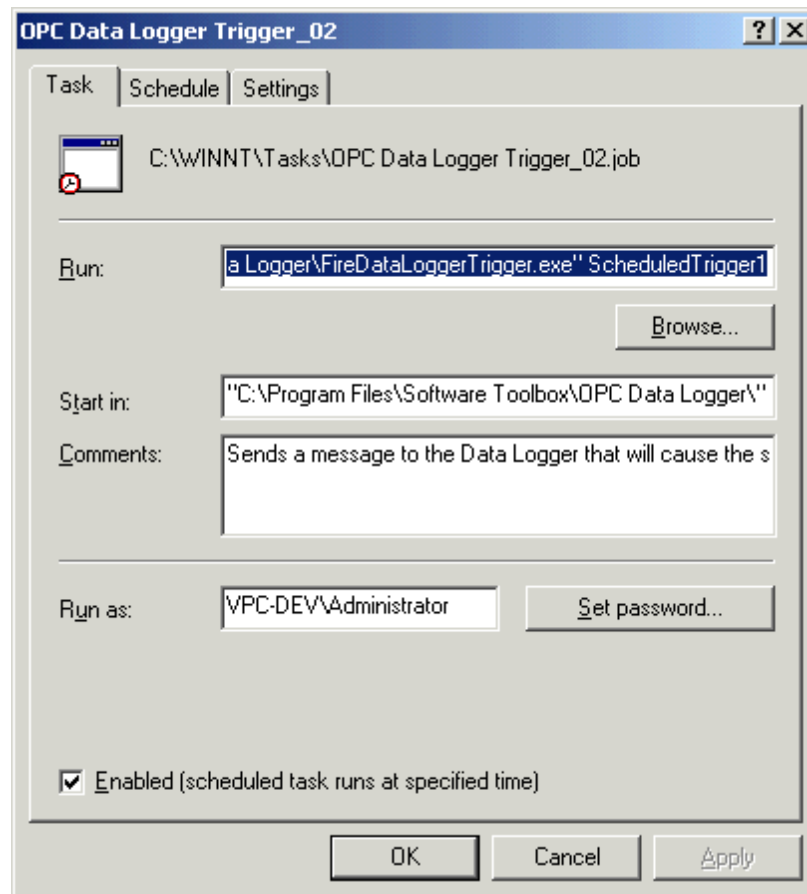 OPC Data Logger Trigger_02
Task Schedule Settings
C:\WINNT\Tasks\OPC Data Logger Trigger_02.job
Run: a Logger\FireDataLoggerTrigger.exe" ScheduledTrigger1
Browse...
Start in: "C:\Program Files\Software Toolbox\OPC Data Logger\"
Comments: Sends a message to the Data Logger that will cause the s
Run as: VPC-DEV\Administrator Set password...
Enabled (scheduled task runs at specified time)
OK Cancel Apply